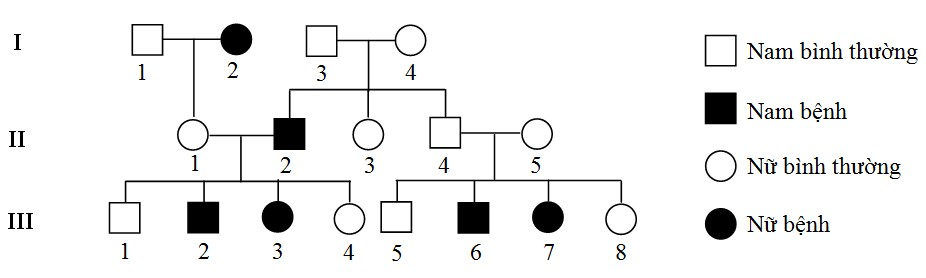 I
1
2
3
4
Nam bình thường
Nam bệnh
II
1
2
3
4
5
Nữ bình thường
III
1
2
3
4
5
6
7
8
Nữ bệnh